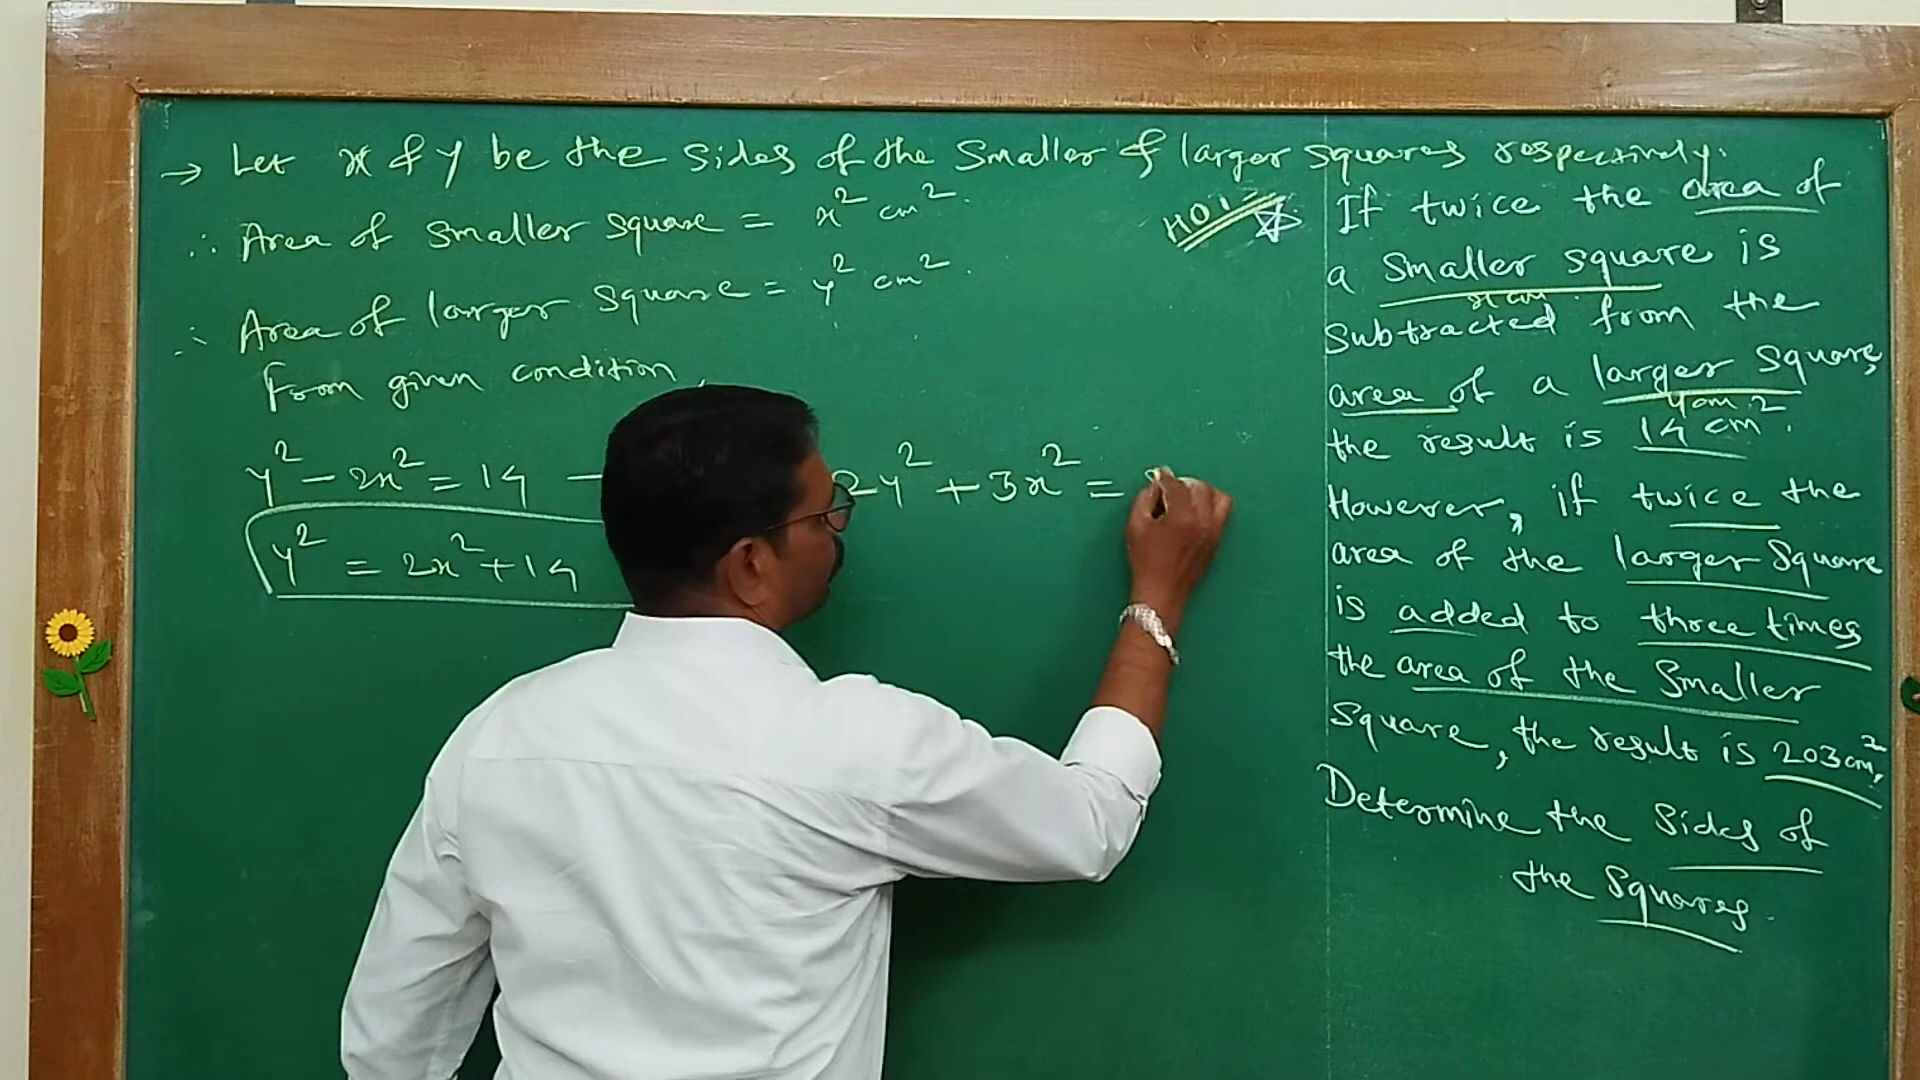 → Let x & y be the sides of the smaller & larger squares respectively.
∴ Area of smaller square = x² cm².
∴ Area of larger square = y² cm².
From given condition,
y² - 2x² = 14 —
y² = 2x² + 14
2y² + 3x² =
If twice the area of
a smaller square is
x cm
subtracted from the
area of a larger square,
y cm
the result is 14 cm².
However, if twice the
area of the larger square
is added to three times
the area of the smaller
square, the result is 203 cm².
Determine the sides of
the squares.